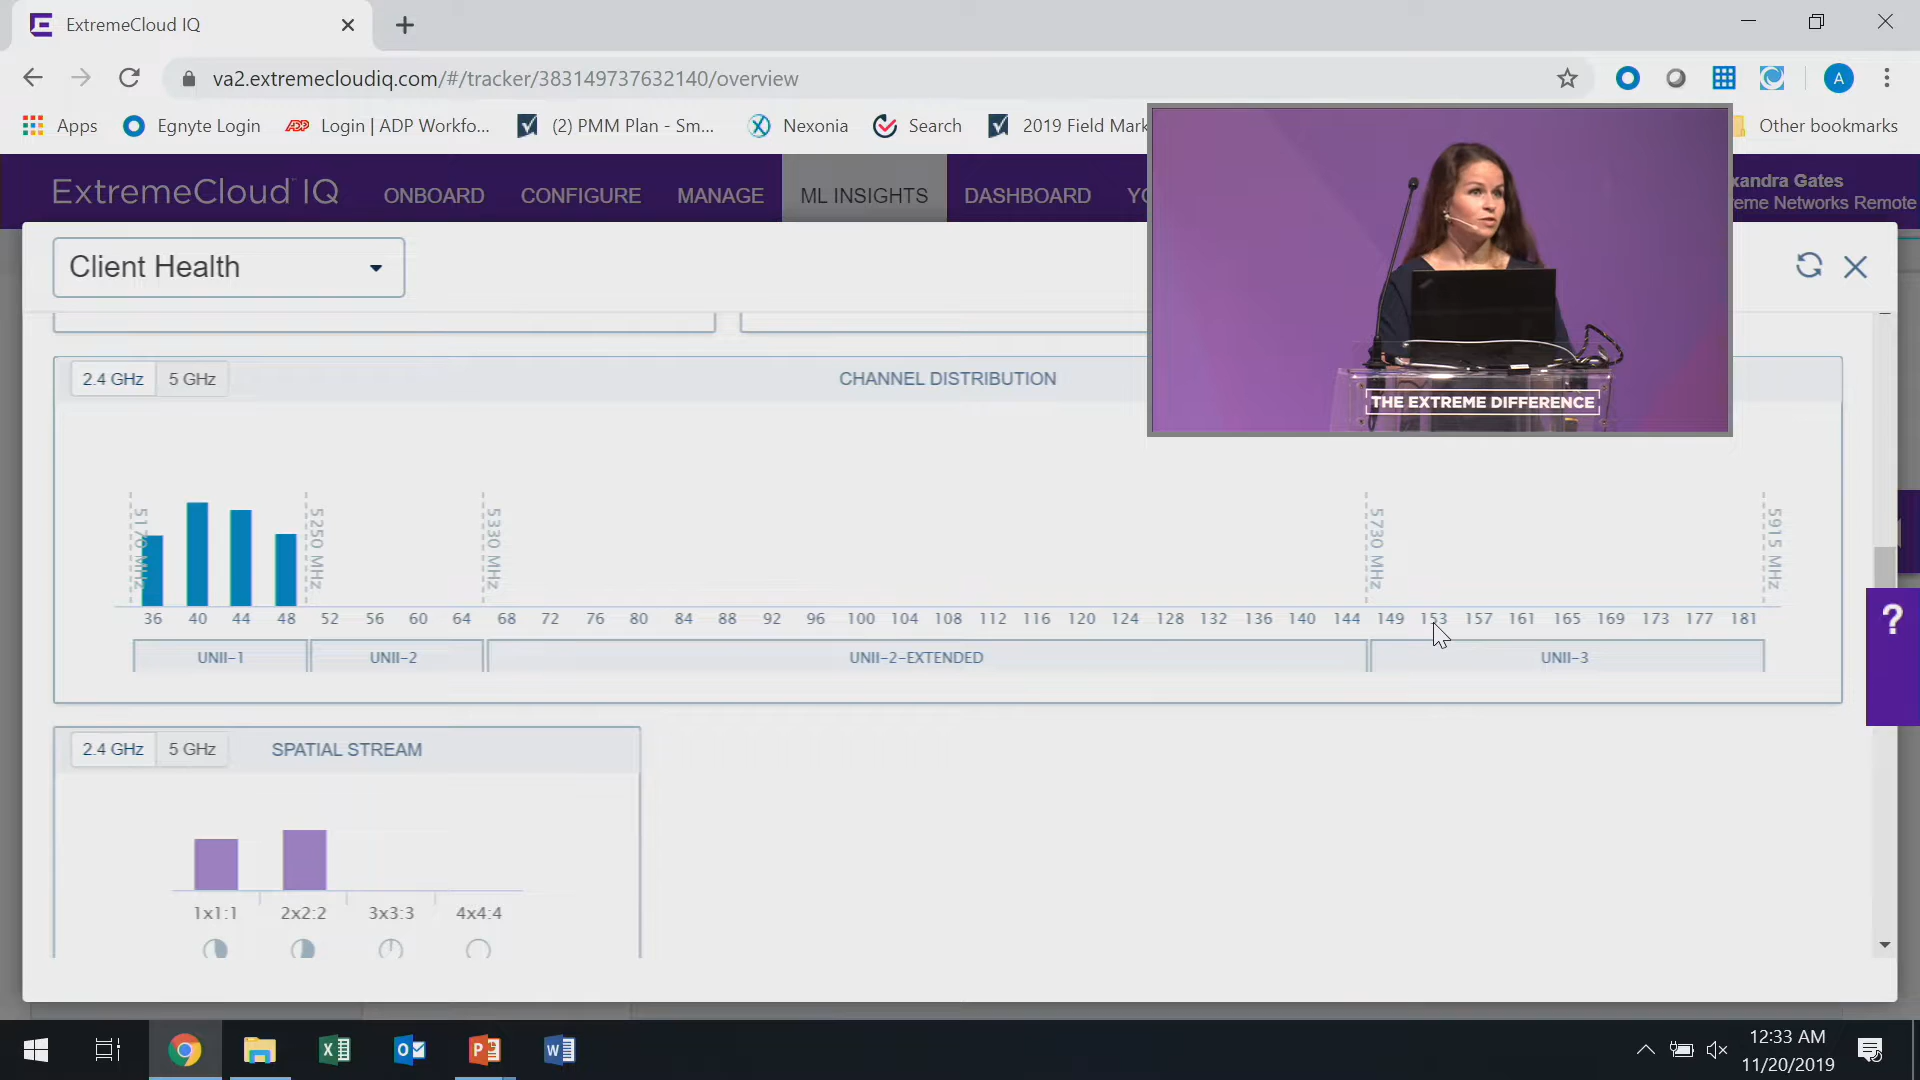 ExtremeCloud IQ
va2.extremecloudiq.com/#/tracker/383149737632140/overview
A
Apps
Egnyte Login
Login | ADP Workfo...
(2) PMM Plan - Sm...
Nexonia
Search
2019 Field Mark
Other bookmarks
ExtremeCloud IQ
ONBOARD
CONFIGURE
MANAGE
ML INSIGHTS
DASHBOARD
YO
xandra Gates
eme Networks Remote
Client Health
THE EXTREME DIFFERENCE
2.4 GHz
5 GHz
CHANNEL DISTRIBUTION
5170 MHz
5250 MHz
5330 MHz
5730 MHz
5915 MHz
36 40 44 48 52 56 60 64 68 72 76 80 84 88 92 96 100 104 108 112 116 120 124 128 132 136 140 144 149 153 157 161 165 169 173 177 181
UNII-1
UNII-2
UNII-2-EXTENDED
UNII-3
?
2.4 GHz
5 GHz
SPATIAL STREAM
1x1:1 2x2:2 3x3:3 4x4:4
12:33 AM
11/20/2019